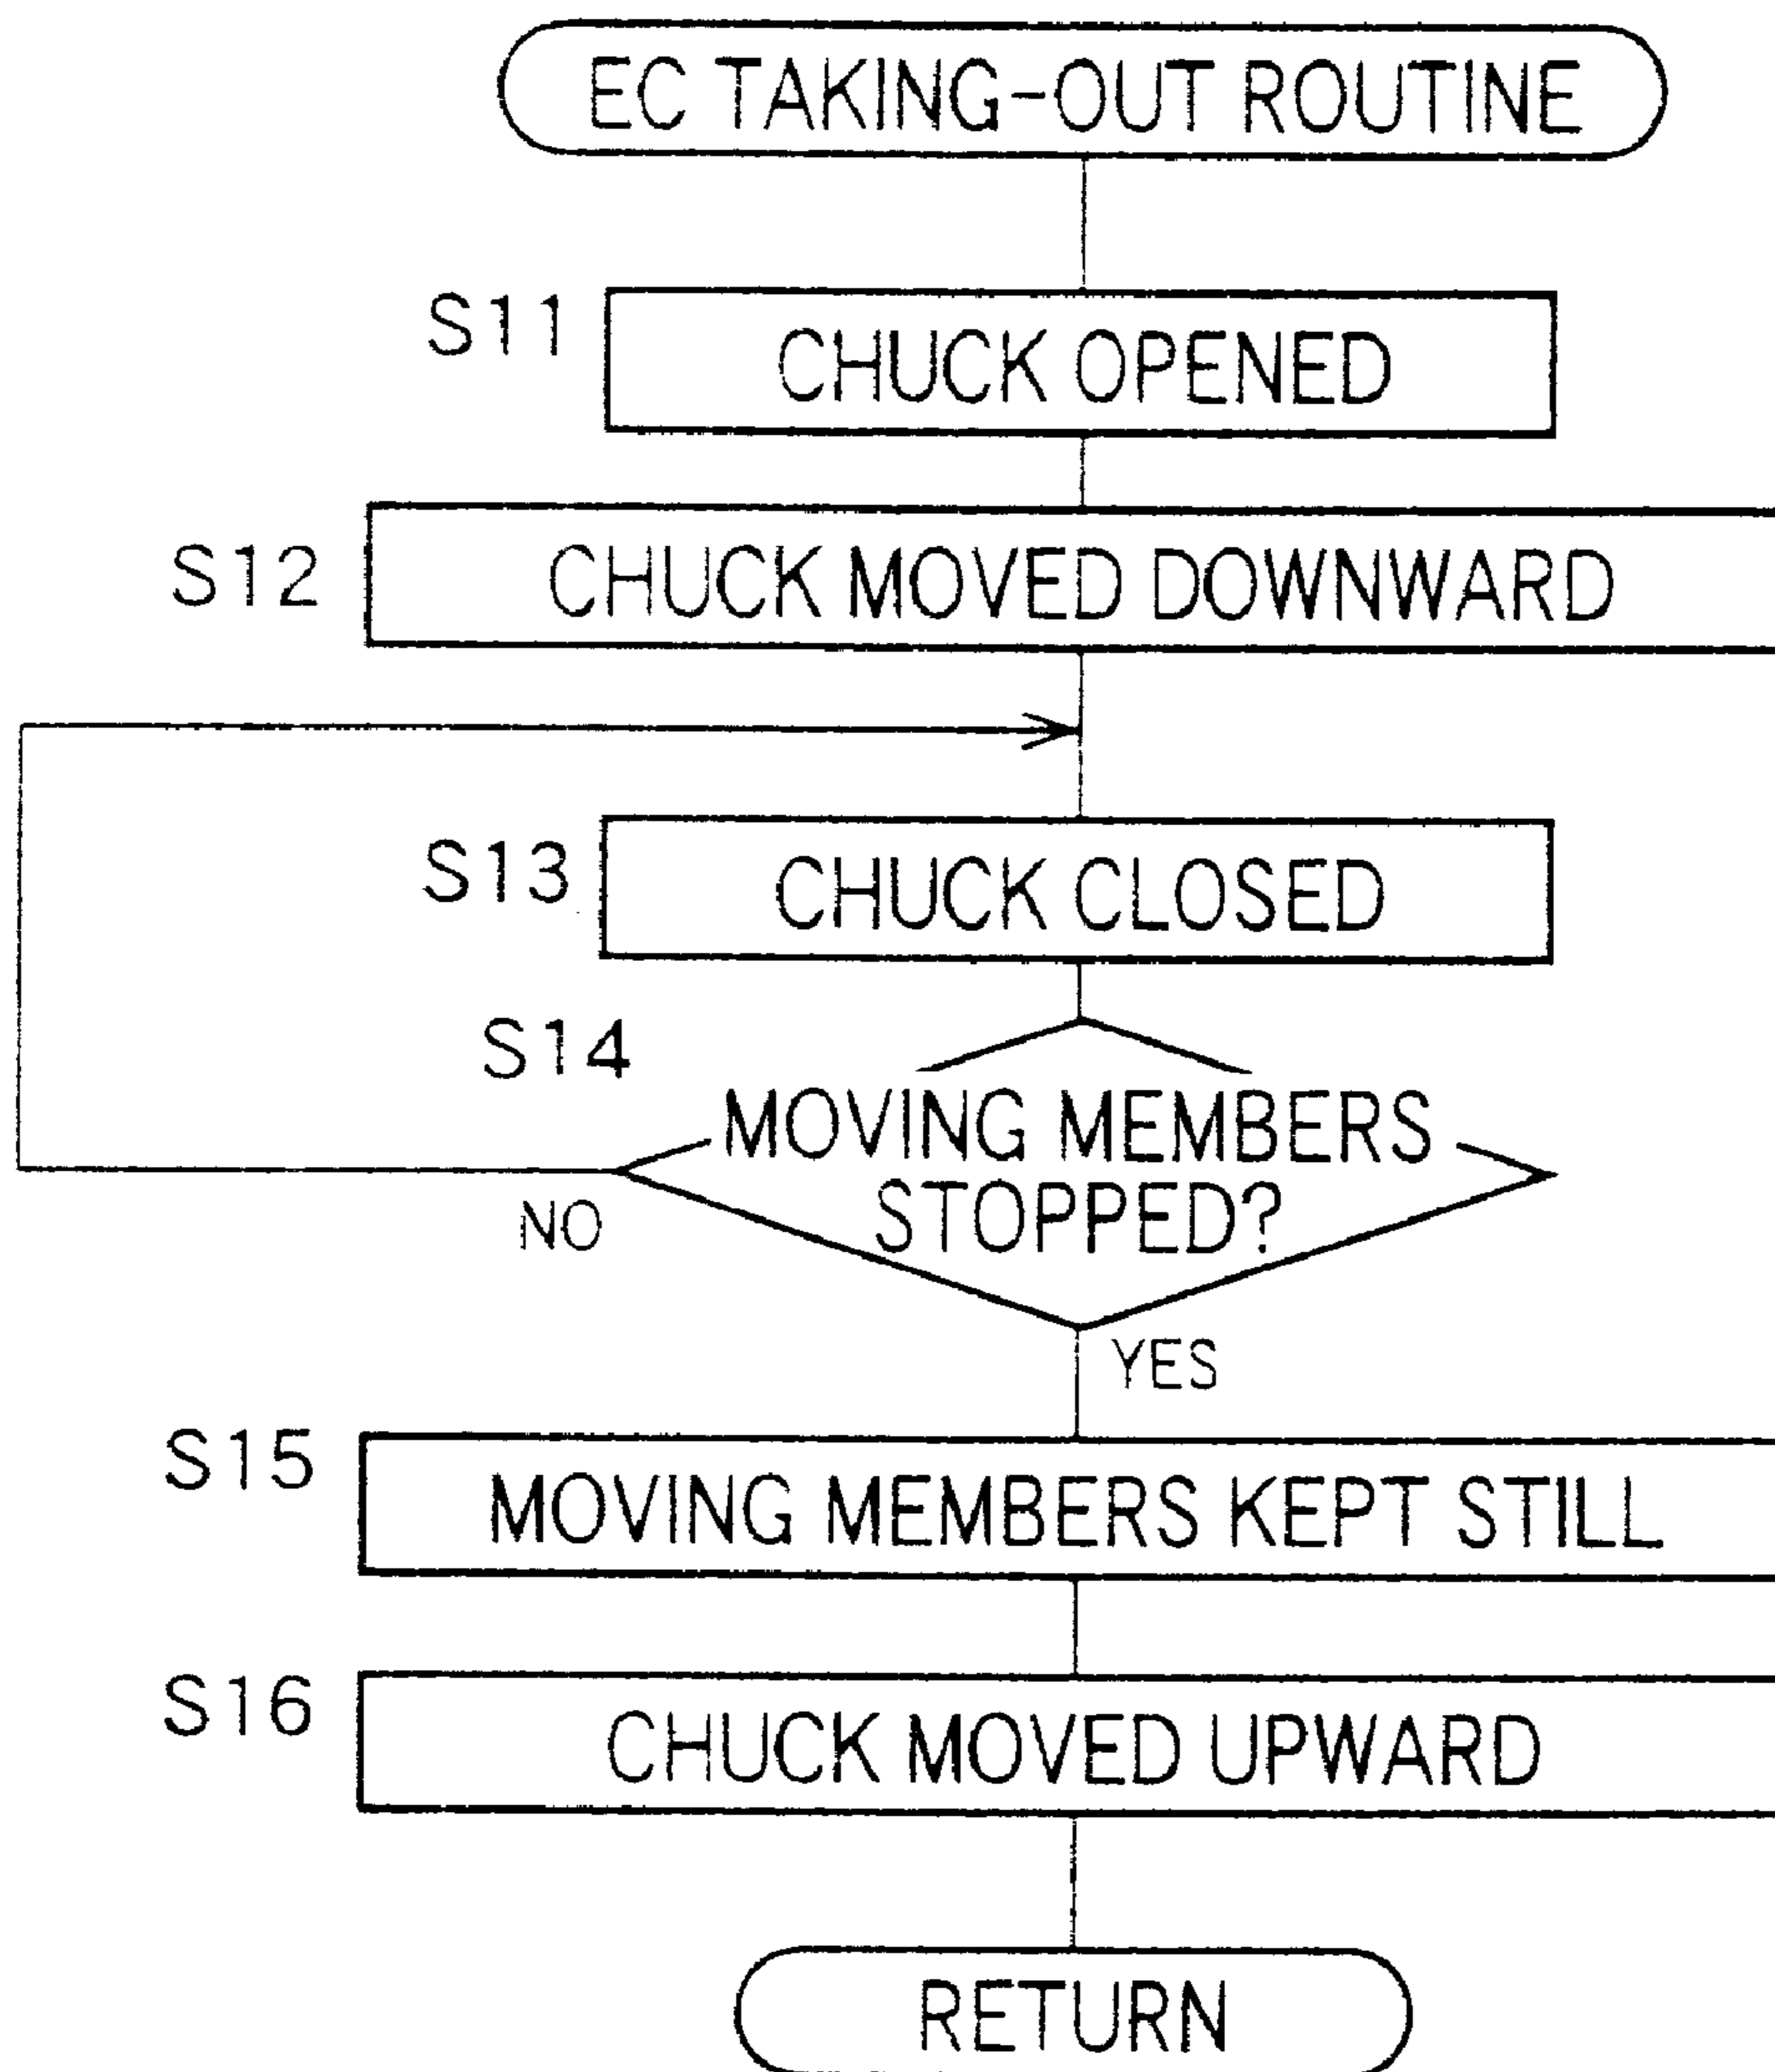 EC TAKING-OUT ROUTINE
S11
CHUCK OPENED
S12
CHUCK MOVED DOWNWARD
S13
CHUCK CLOSED
S14
MOVING MEMBERS
STOPPED?
NO
YES
S15
MOVING MEMBERS KEPT STILL
S16
CHUCK MOVED UPWARD
RETURN